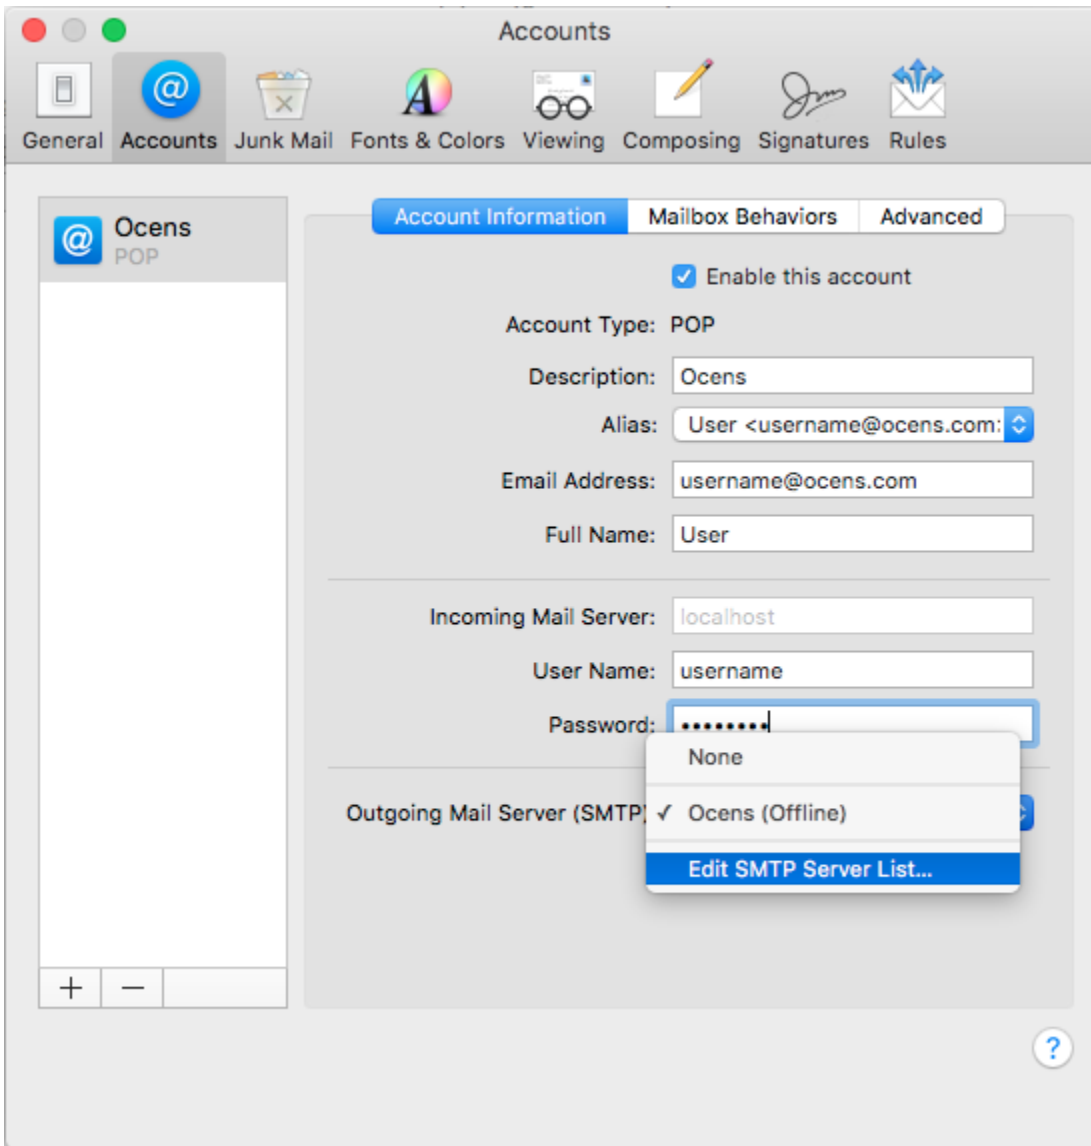 Accounts
General Accounts Junk Mail Fonts & Colors Viewing Composing Signatures Rules
Ocens
POP
Account Information Mailbox Behaviors Advanced
Enable this account
Account Type: POP
Description: Ocens
Alias: User <username@ocens.com:
Email Address: username@ocens.com
Full Name: User
Incoming Mail Server: localhost
User Name: username
Password: ••••••••
None
Outgoing Mail Server (SMTP) ✓ Ocens (Offline)
Edit SMTP Server List...
+ −
?